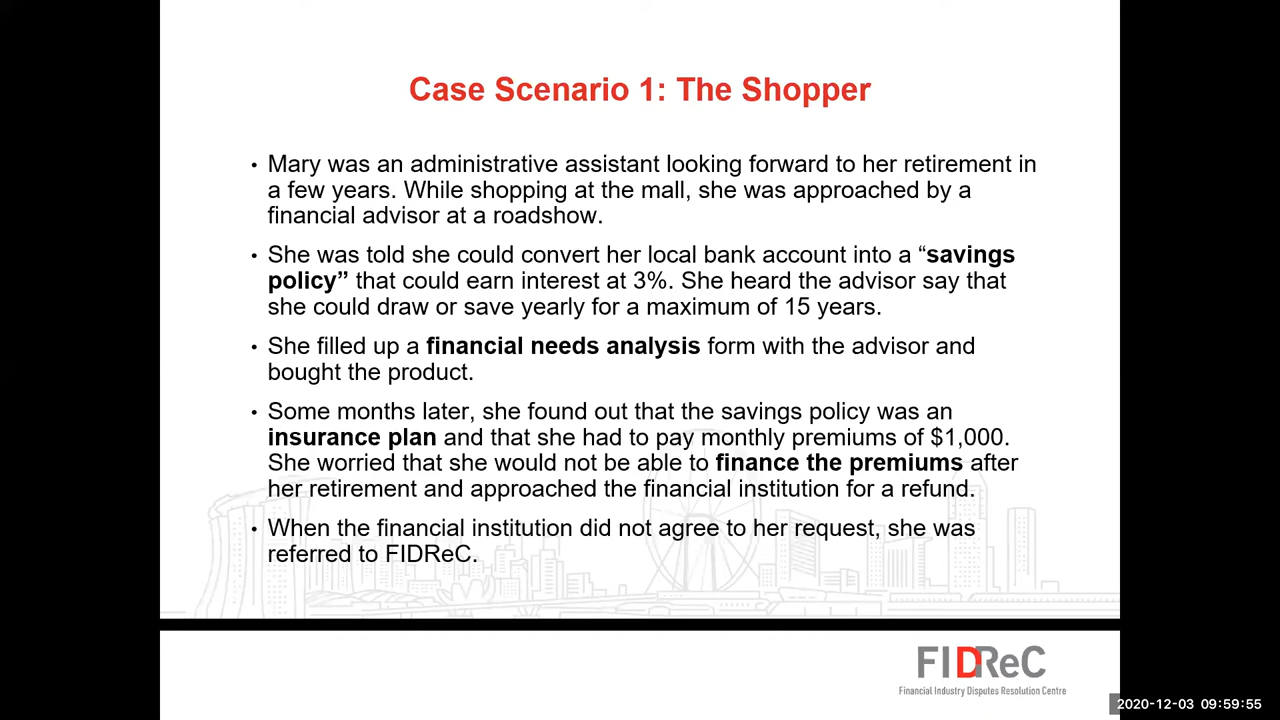 Case Scenario 1: The Shopper
• Mary was an administrative assistant looking forward to her retirement in
a few years. While shopping at the mall, she was approached by a
financial advisor at a roadshow.
• She was told she could convert her local bank account into a “savings
policy” that could earn interest at 3%. She heard the advisor say that
she could draw or save yearly for a maximum of 15 years.
• She filled up a financial needs analysis form with the advisor and
bought the product.
• Some months later, she found out that the savings policy was an
insurance plan and that she had to pay monthly premiums of $1,000.
She worried that she would not be able to finance the premiums after
her retirement and approached the financial institution for a refund.
• When the financial institution did not agree to her request, she was
referred to FIDReC.
FIDReC
Financial Industry Disputes Resolution Centre
2020-12-03 09:59:55